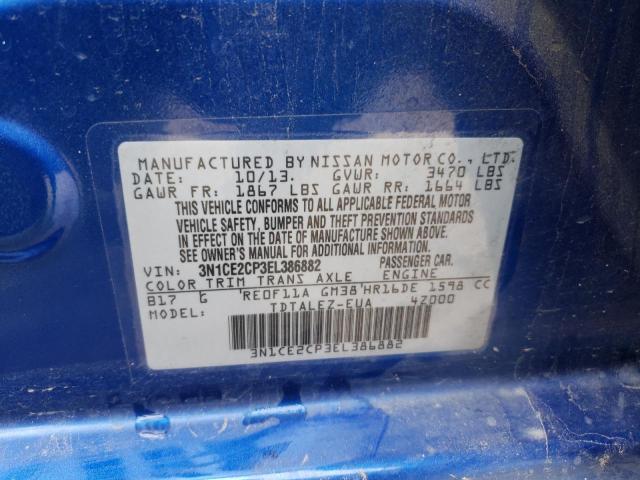 MANUFACTURED BY NISSAN MOTOR CO., LTD.
DATE: 10/13. GVWR: 3470 LBS
GAWR FR: 1867 LBS GAWR RR: 1664 LBS
THIS VEHICLE CONFORMS TO ALL APPLICABLE FEDERAL MOTOR
VEHICLE SAFETY, BUMPER AND THEFT PREVENTION STANDARDS
IN EFFECT ON THE DATE OF MANUFACTURE SHOWN ABOVE.
SEE OWNER'S MANUAL FOR ADDITIONAL INFORMATION.
VIN: 3N1CE2CP3EL386882 PASSENGER CAR.
COLOR TRIM TRANS AXLE ENGINE
B17 G 'RE0F11A GM38'HR16DE 1598 CC
MODEL: TDTALEZ-EUA 4Z000
3N1CE2CP3EL386882